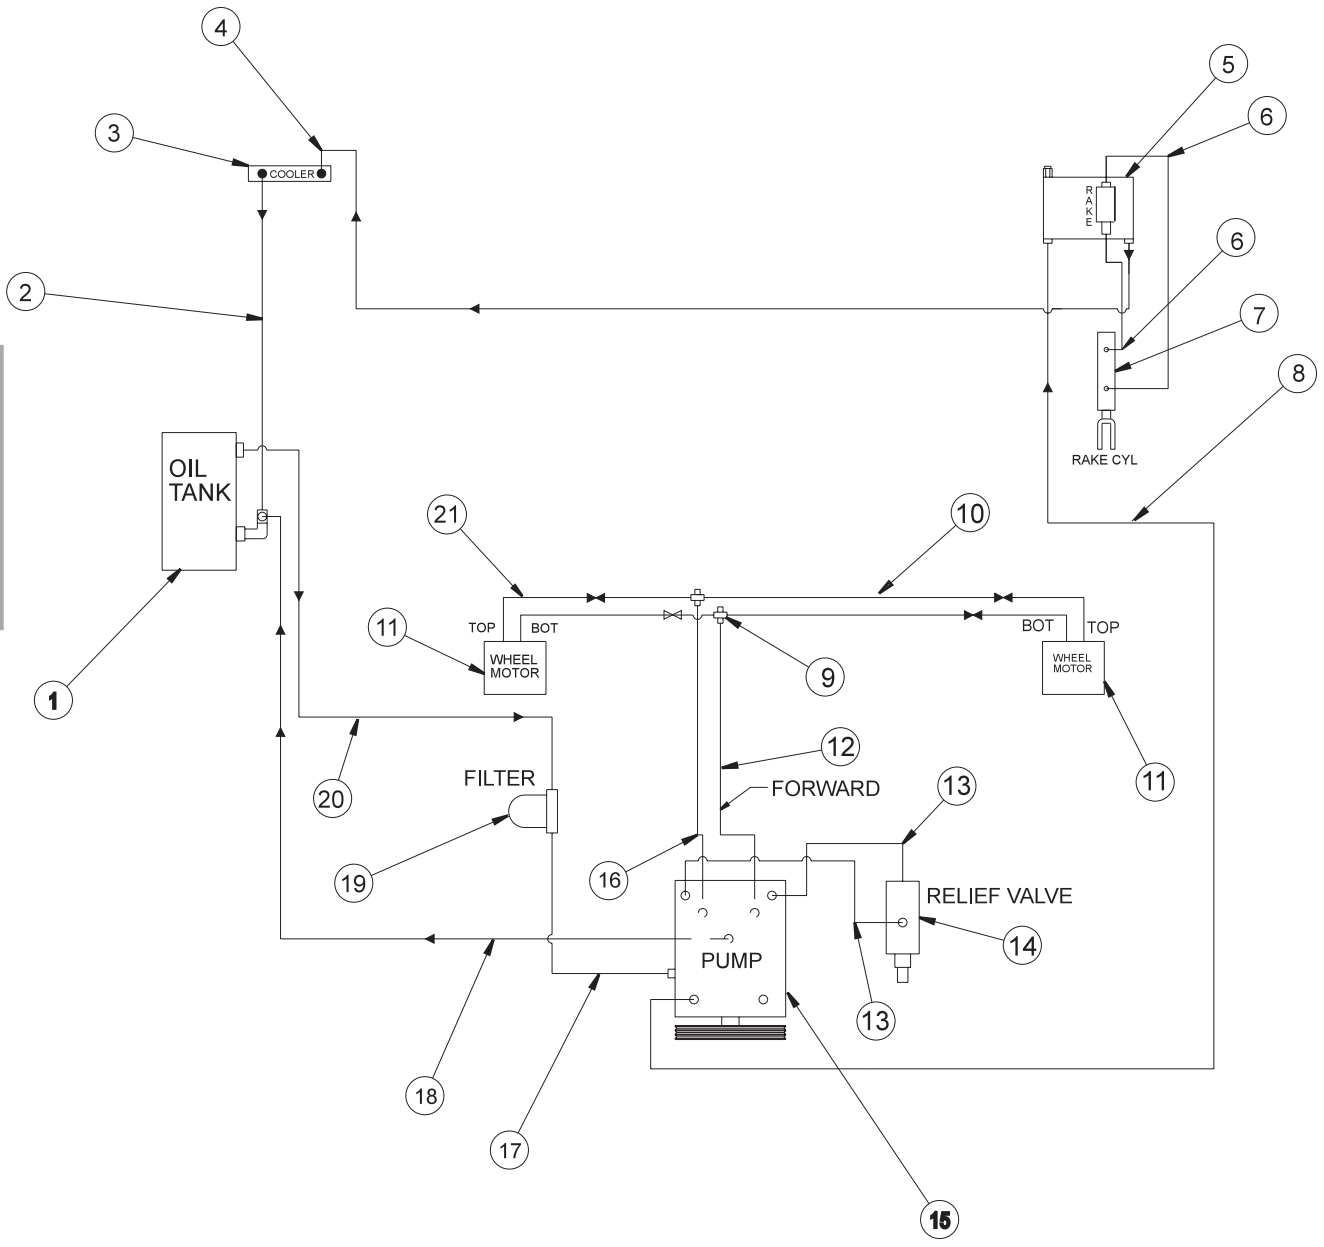 4
5
3
6
COOLER
RAKE
6
2
7
8
RAKE CYL
OIL
TANK
21
10
11
TOP
BOT
BOT
TOP
WHEEL
MOTOR
WHEEL
MOTOR
9
1
12
11
FILTER
FORWARD
13
20
19
16
RELIEF VALVE
14
PUMP
13
18
17
15